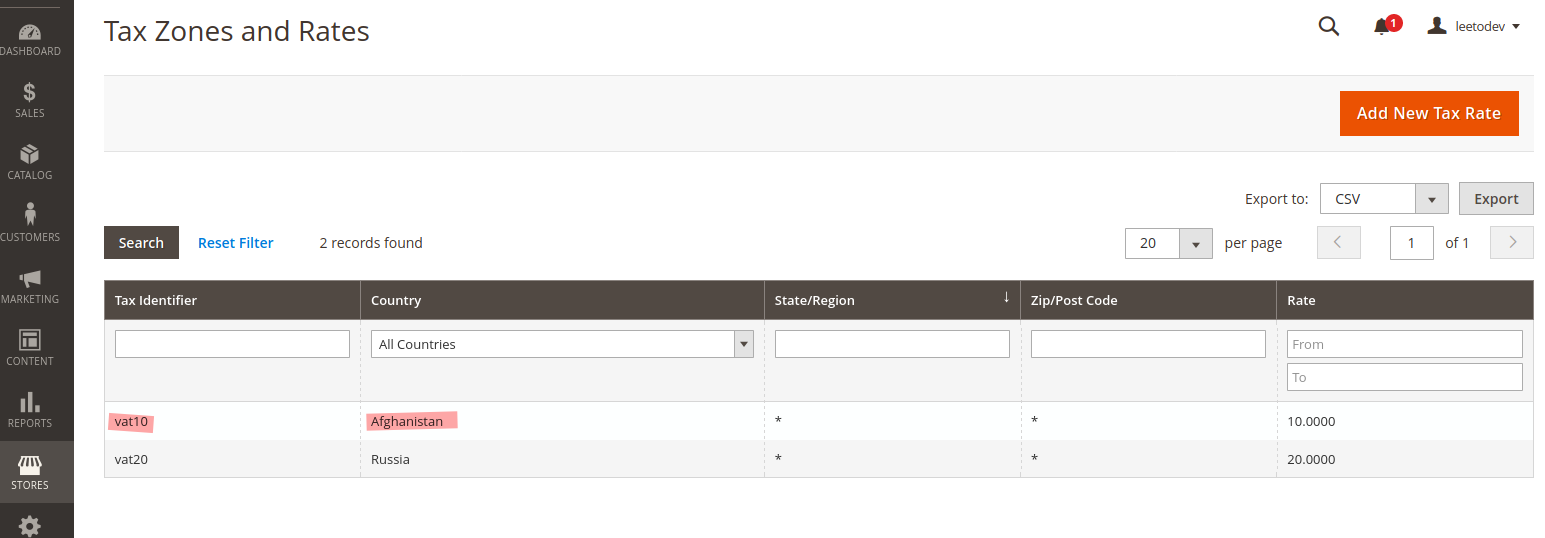 Tax Zones and Rates
1
leetodev
DASHBOARD
SALES
CATALOG
CUSTOMERS
MARKETING
CONTENT
REPORTS
STORES
Add New Tax Rate
Export to: CSV Export
Search Reset Filter 2 records found 20 per page 1 of 1
Tax Identifier Country State/Region ↓ Zip/Post Code Rate
All Countries From
To
vat10 Afghanistan * * 10.0000
vat20 Russia * * 20.0000